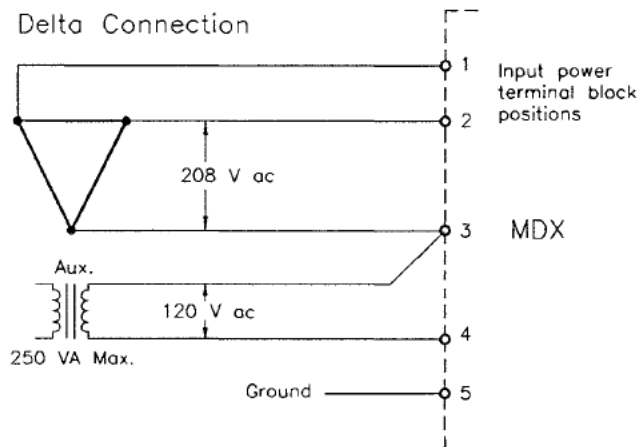 Delta Connection
1
Input power
terminal block
positions
2
208 V ac
3
MDX
Aux.
120 V ac
4
250 VA Max.
Ground
5